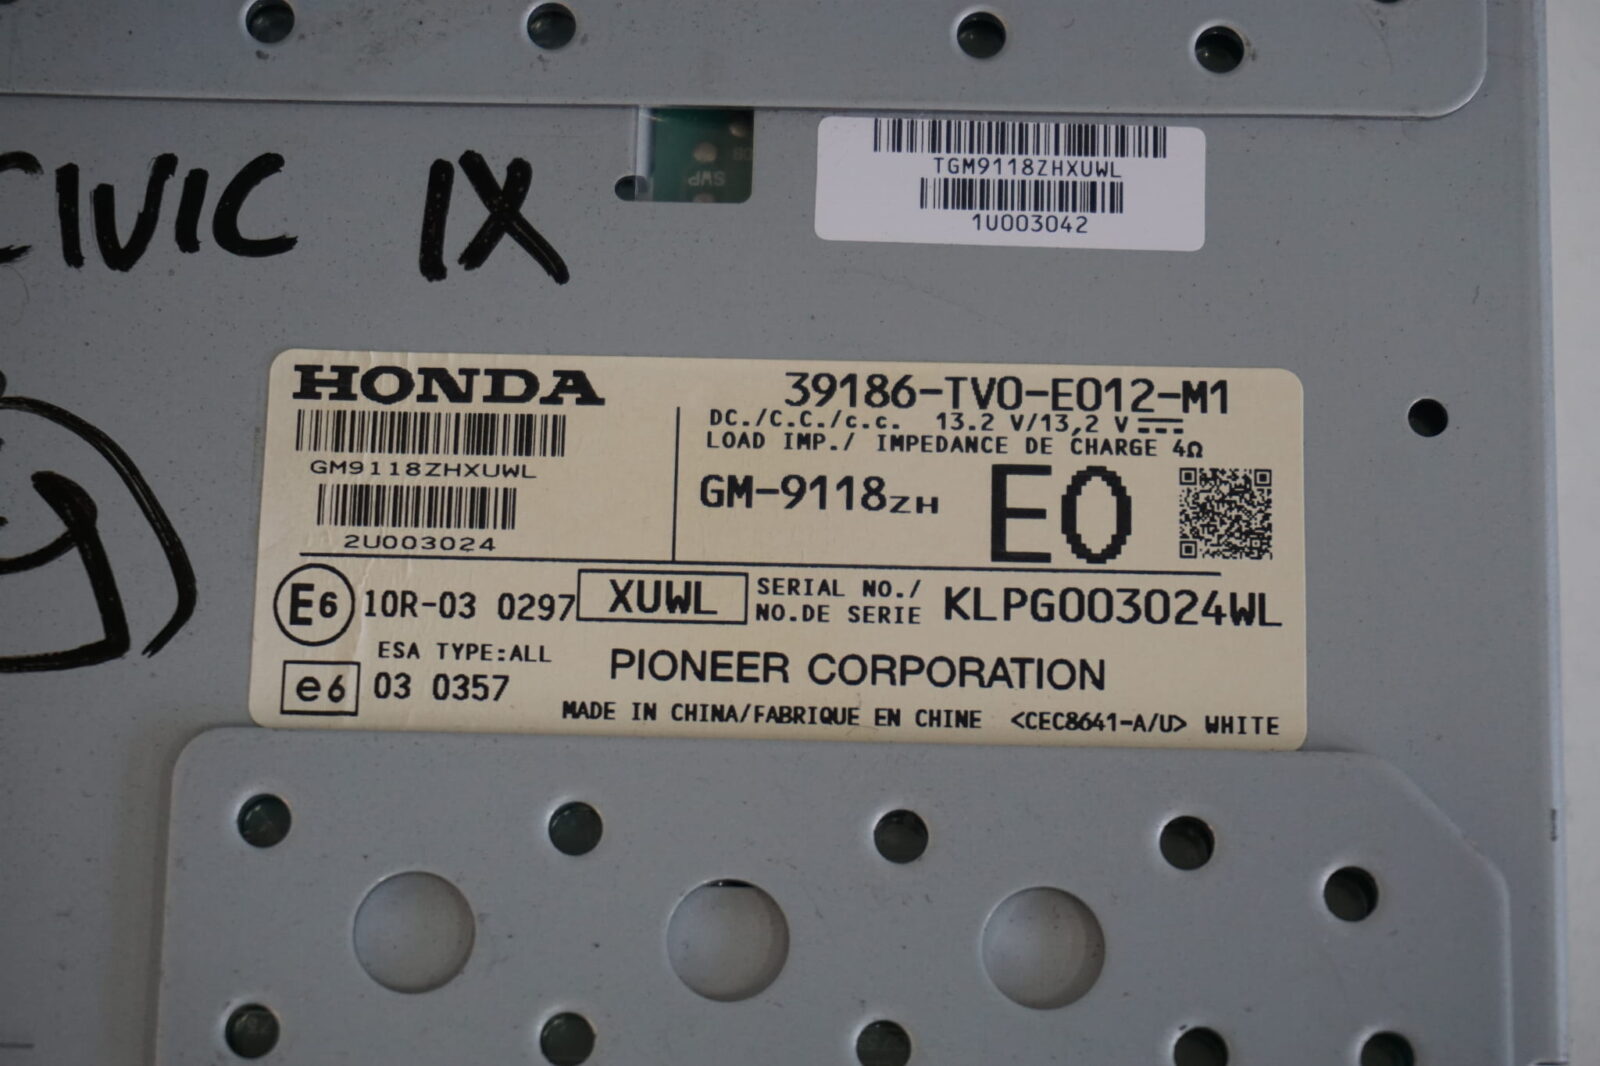 CIVIC IX
SWP
TGM9118ZHXUWL
1U003042
HONDA
39186-TV0-E012-M1
DC./C.C./c.c. 13.2 V/13,2 V
LOAD IMP./ IMPEDANCE DE CHARGE 4Ω
GM9118ZHXUWL
GM-9118ZH
E0
2U003024
E6
10R-03 0297
XUWL
SERIAL NO./
NO.DE SERIE
KLPG003024WL
ESA TYPE:ALL
e6
03 0357
PIONEER CORPORATION
MADE IN CHINA/FABRIQUE EN CHINE <CEC8641-A/U> WHITE